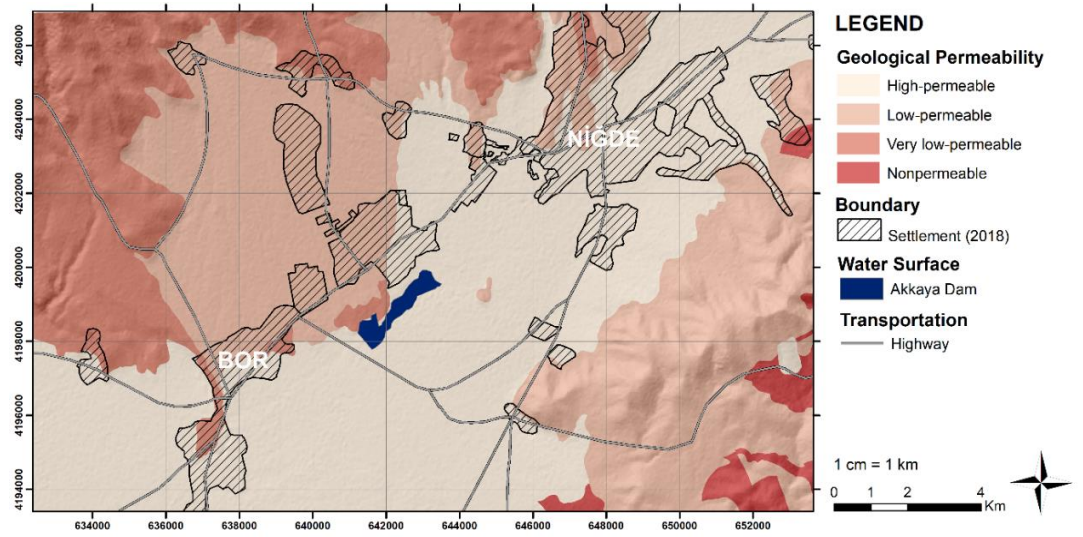 4206000
4204000
4202000
4200000
4198000
4196000
4194000
NİĞDE
BOR
634000 636000 638000 640000 642000 644000 646000 648000 650000 652000
LEGEND
Geological Permeability
High-permeable
Low-permeable
Very low-permeable
Nonpermeable
Boundary
Settlement (2018)
Water Surface
Akkaya Dam
Transportation
Highway
1 cm = 1 km
0 1 2 4
Km